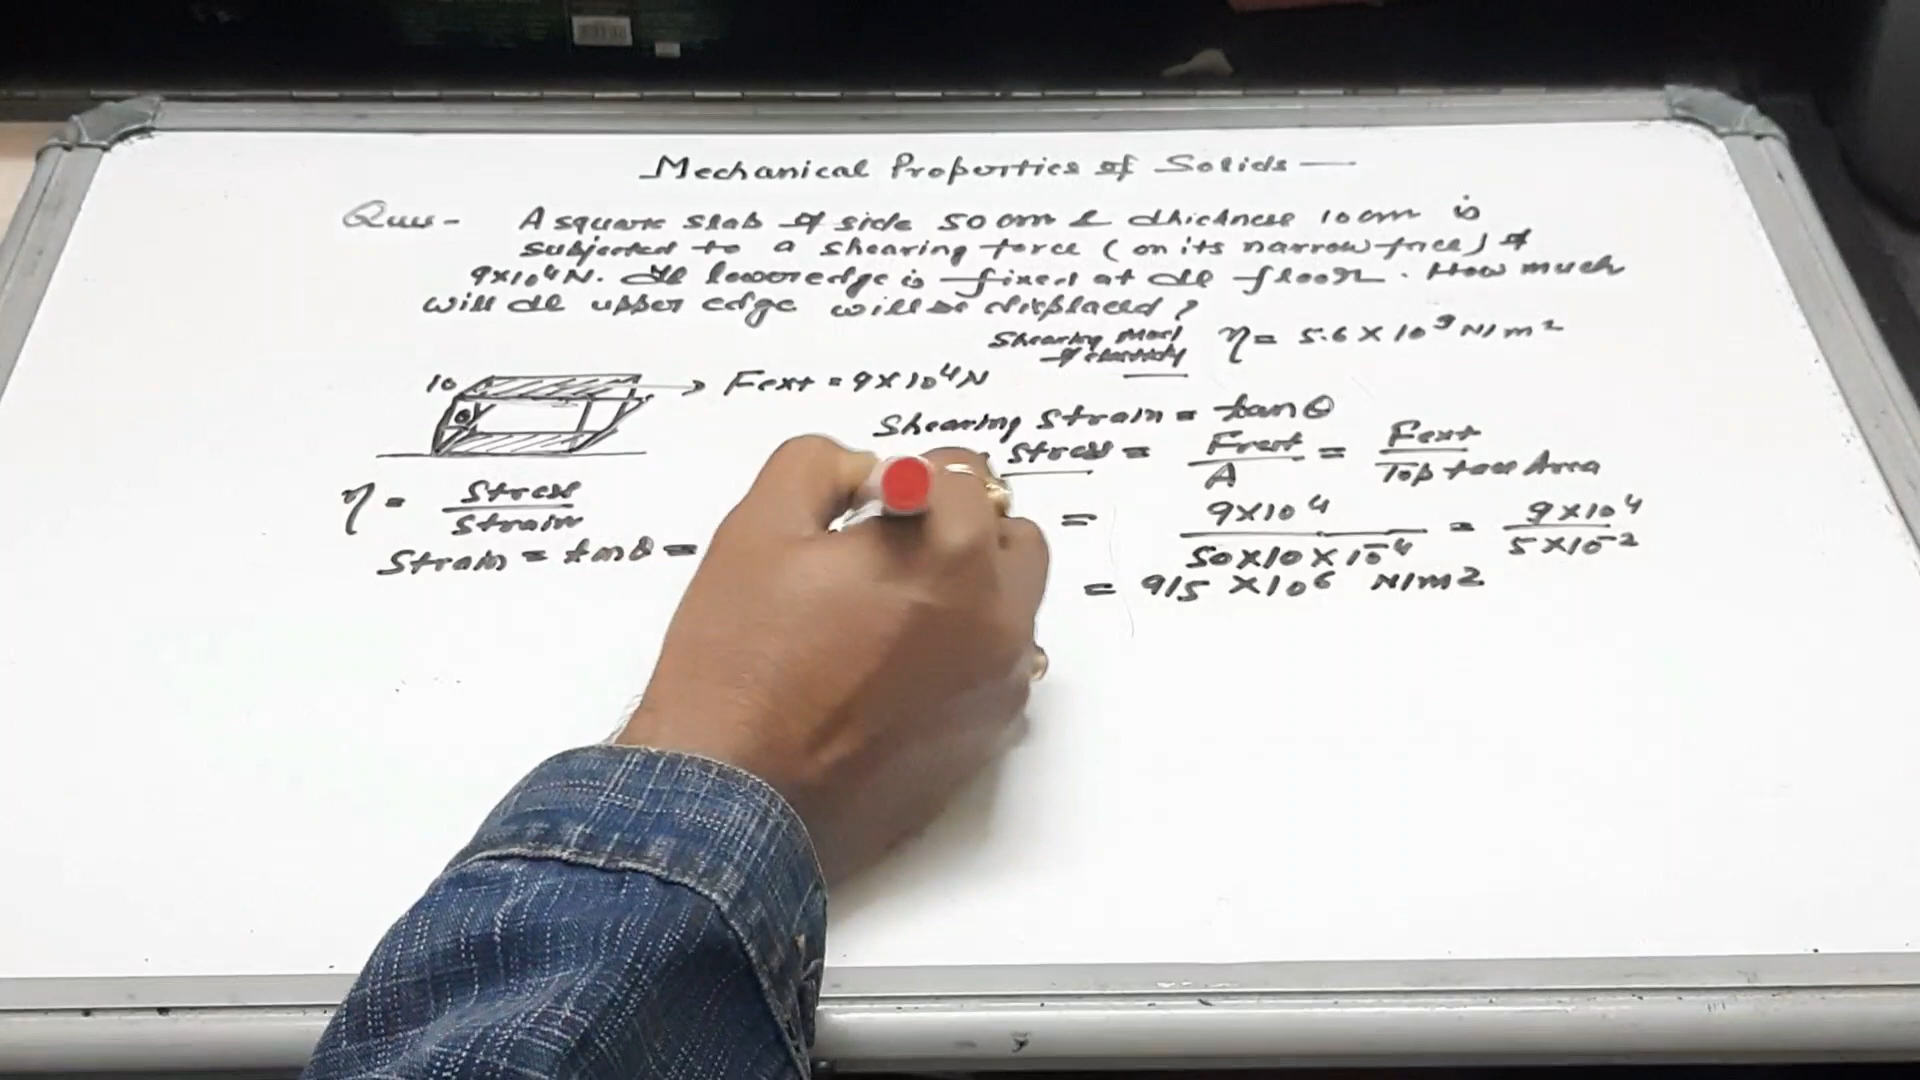 Mechanical Properties of Solids —
Ques - A square slab of side 50 cm & thickness 10 cm is
subjected to a shearing force (on its narrow face) of
9×10⁴N. The lower edge is fixed at the floor. How much
will the upper edge will be displaced?
Shearing Mod of elasticity η = 5.6 × 10⁹ N/m²
10 Fext = 9×10⁴N
θ
Shearing Strain = tan θ
Stress = Fext/A = Fext/Top face Area
η = Stress/Strain
= 9×10⁴/50×10×10⁻⁴ = 9×10⁴/5×10⁻²
Strain = tanθ =
= 9/5 ×10⁶ N/m2